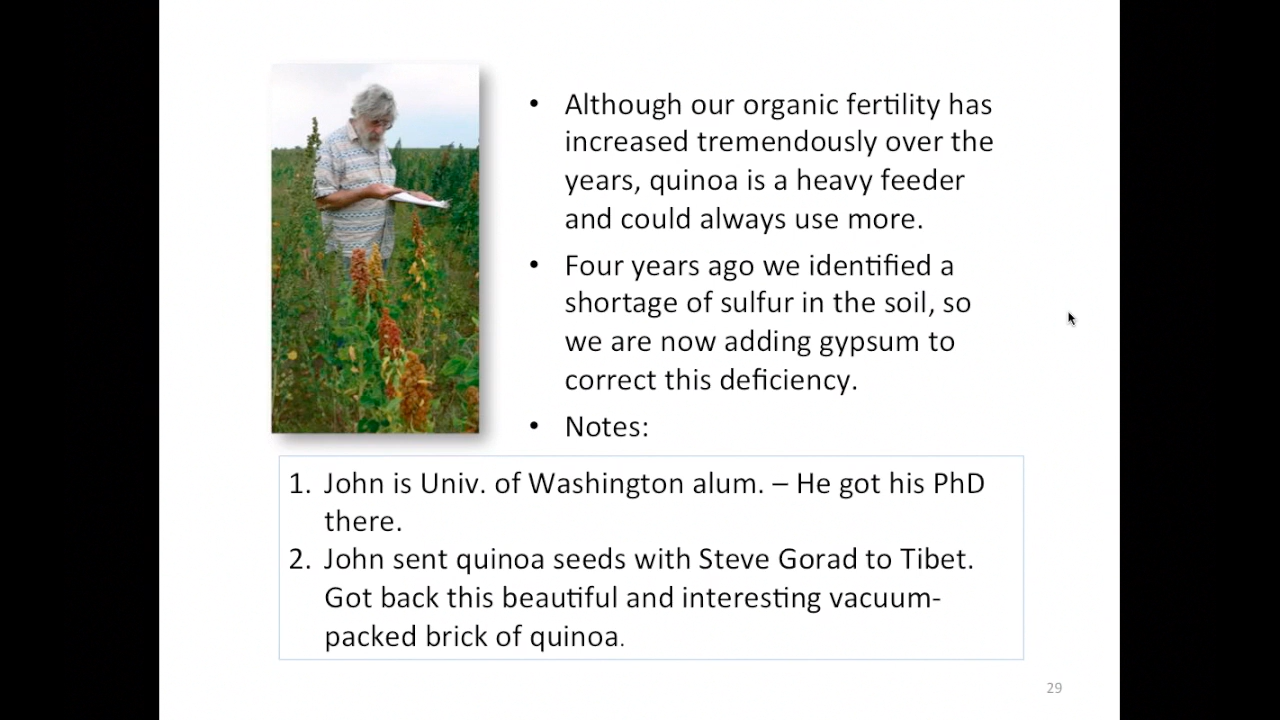 • Although our organic fertility has
increased tremendously over the
years, quinoa is a heavy feeder
and could always use more.
• Four years ago we identified a
shortage of sulfur in the soil, so
we are now adding gypsum to
correct this deficiency.
• Notes:
1. John is Univ. of Washington alum. – He got his PhD
there.
2. John sent quinoa seeds with Steve Gorad to Tibet.
Got back this beautiful and interesting vacuum-
packed brick of quinoa.
29